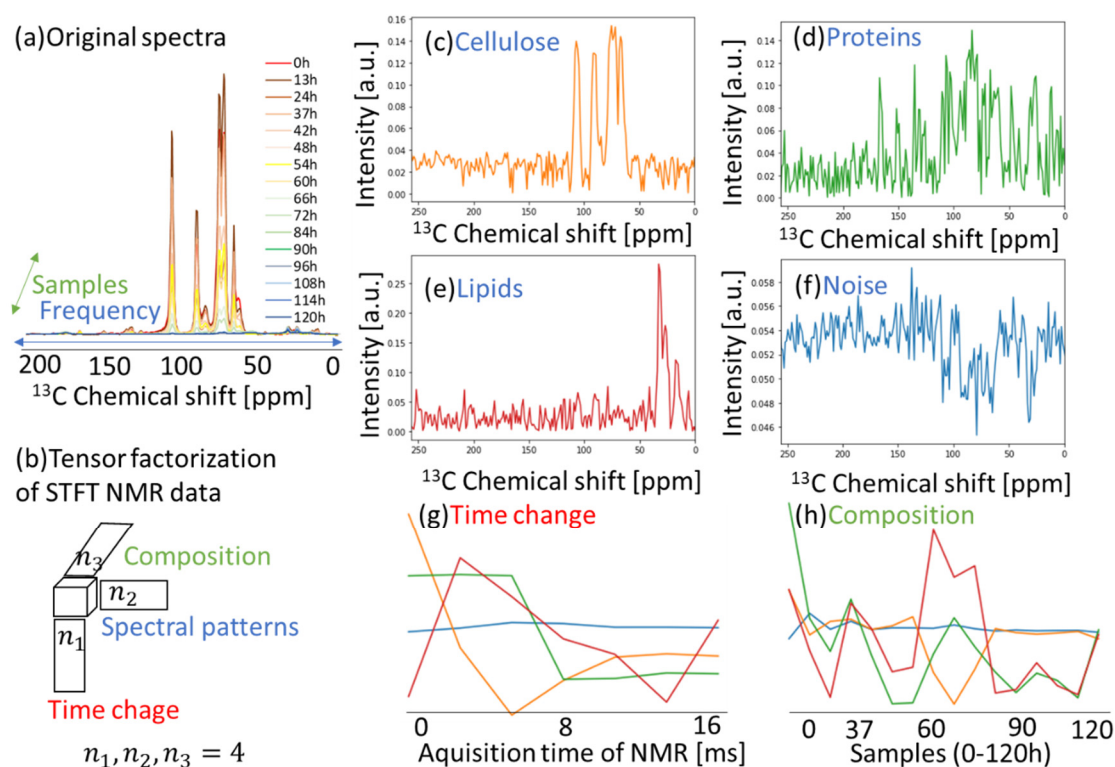 (a)Original spectra
0h
13h
24h
37h
42h
48h
54h
60h
66h
72h
84h
90h
96h
108h
114h
120h
Samples
Frequency
200 150 100 50 0
¹³C Chemical shift [ppm]
(b)Tensor factorization
of STFT NMR data
n₃
Composition
n₂
Spectral patterns
n₁
Time chage
n₁, n₂, n₃ = 4
(c)Cellulose
Intensity [a.u.]
0.16
0.14
0.12
0.10
0.08
0.06
0.04
0.02
0.00
250 200 150 100 50 0
¹³C Chemical shift [ppm]
(d)Proteins
Intensity [a.u.]
0.14
0.12
0.10
0.08
0.06
0.04
0.02
0.00
250 200 150 100 50 0
¹³C Chemical shift [ppm]
(e)Lipids
Intensity [a.u.]
0.25
0.20
0.15
0.10
0.05
0.00
250 200 150 100 50 0
¹³C Chemical shift [ppm]
(f)Noise
Intensity [a.u.]
0.058
0.056
0.054
0.052
0.050
0.048
0.046
250 200 150 100 50 0
¹³C Chemical shift [ppm]
(g)Time change
0 8 16
Aquisition time of NMR [ms]
(h)Composition
0 37 60 90 120
Samples (0-120h)